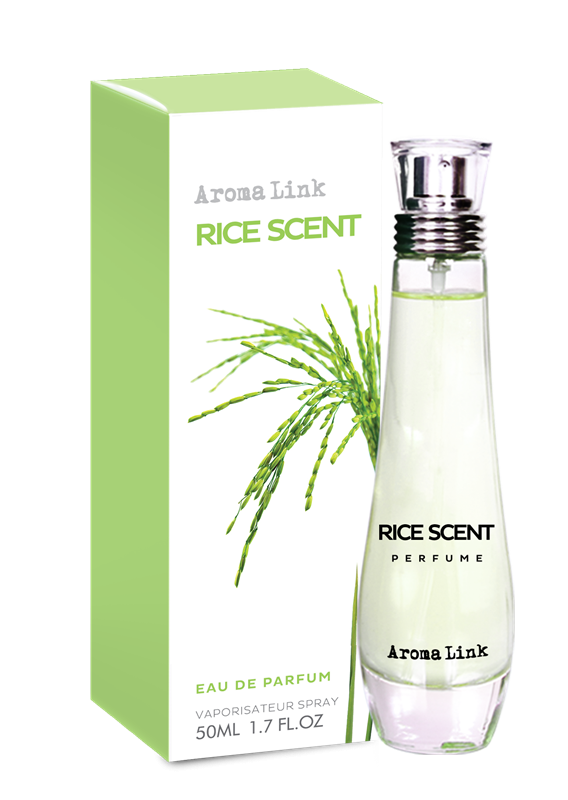 Aroma Link
RICE SCENT
EAU DE PARFUM
VAPORISATEUR SPRAY
50ML 1.7 FL.OZ
RICE SCENT
PERFUME
Aroma Link